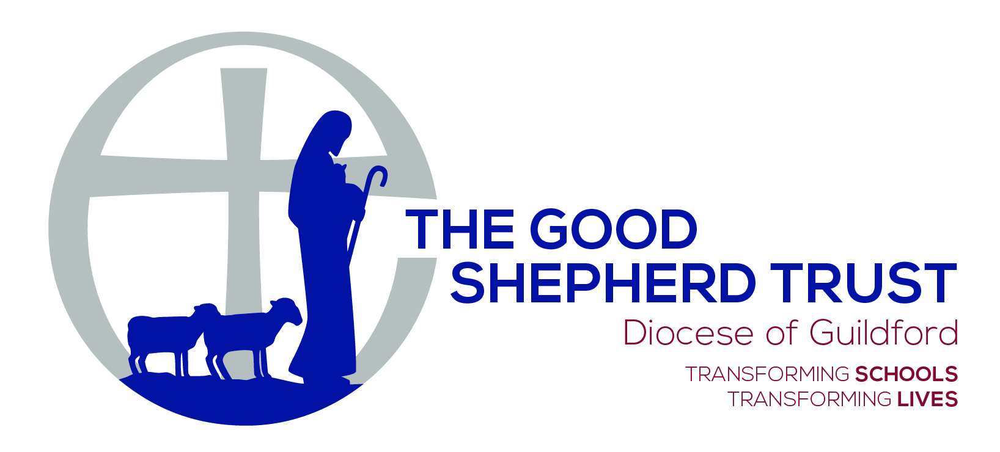 THE GOOD
SHEPHERD TRUST
Diocese of Guildford
TRANSFORMING SCHOOLS
TRANSFORMING LIVES